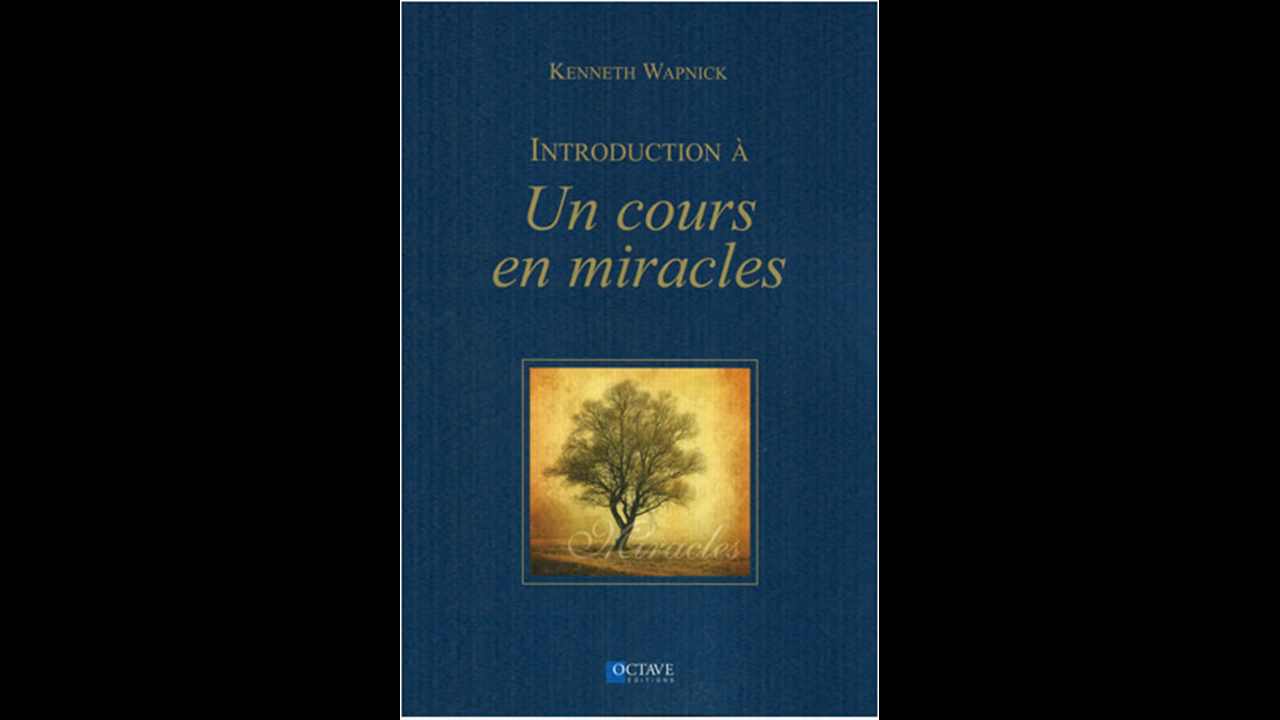 KENNETH WAPNICK
INTRODUCTION À
Un cours
en miracles
Miracles
OCTAVE
ÉDITIONS